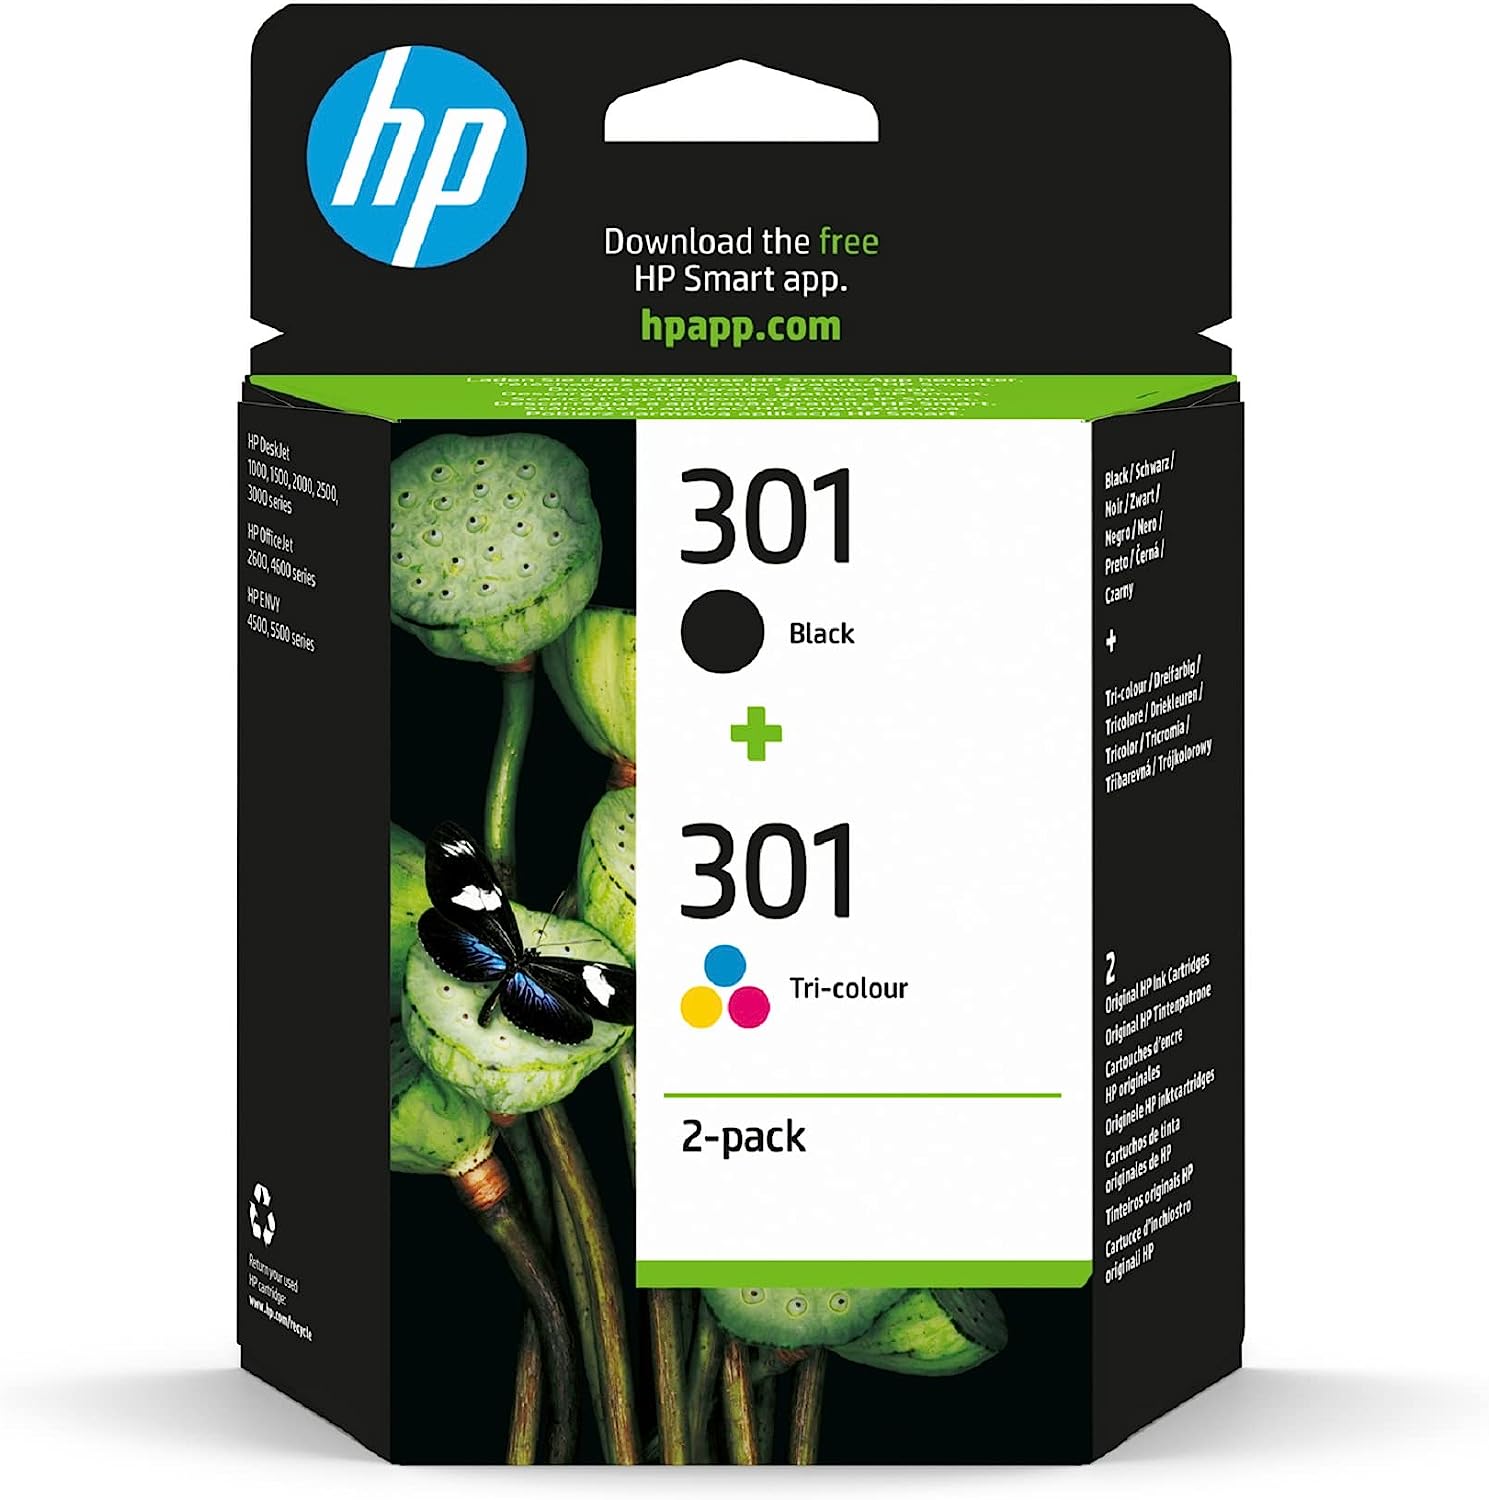 hp
Download the free
HP Smart app.
hpapp.com
HP DeskJet
1000, 1500, 2000, 2500,
3000 series
HP OfficeJet
2600, 4600 series
HP ENVY
4500, 5500 series
Return your used
HP cartridge:
www.hp.com/recycle
301
Black
+
301
Tri-colour
2-pack
Black / Schwarz /
Noir / Zwart /
Negro / Nero /
Preto / Černá /
Czarny
+
Tri-colour / Dreifarbig /
Tricolore / Driekleuren /
Tricolor / Tricromia /
Tříbarevná / Trójkolorowy
2
Original HP Ink Cartridges
Original HP Tintenpatrone
Cartouches d'encre
HP originales
Originele HP inktcartridges
Cartuchos de tinta
originales de HP
Tinteiros originais HP
Cartucce d"inchiostro
originali HP